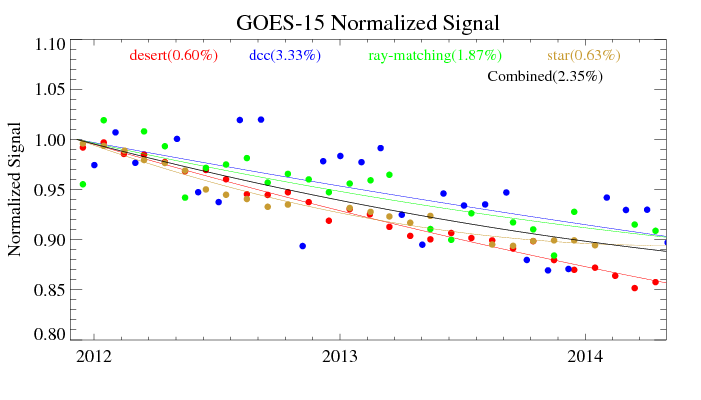 GOES-15 Normalized Signal
desert(0.60%) dcc(3.33%) ray-matching(1.87%) star(0.63%)
Combined(2.35%)
Normalized Signal
1.10
1.05
1.00
0.95
0.90
0.85
0.80
2012 2013 2014